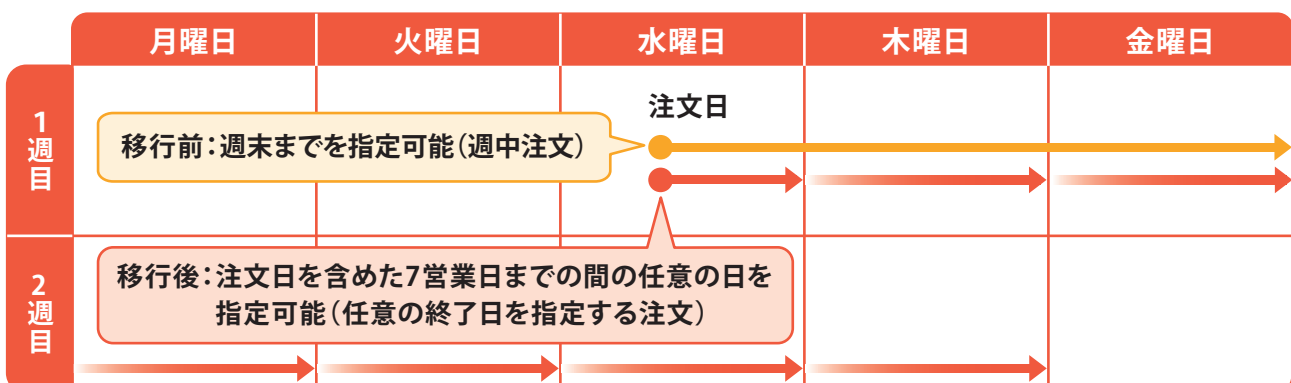 月曜日 火曜日 水曜日 木曜日 金曜日
1週目
注文日
移行前：週末までを指定可能（週中注文）
2週目
移行後：注文日を含めた7営業日までの間の任意の日を
指定可能（任意の終了日を指定する注文）